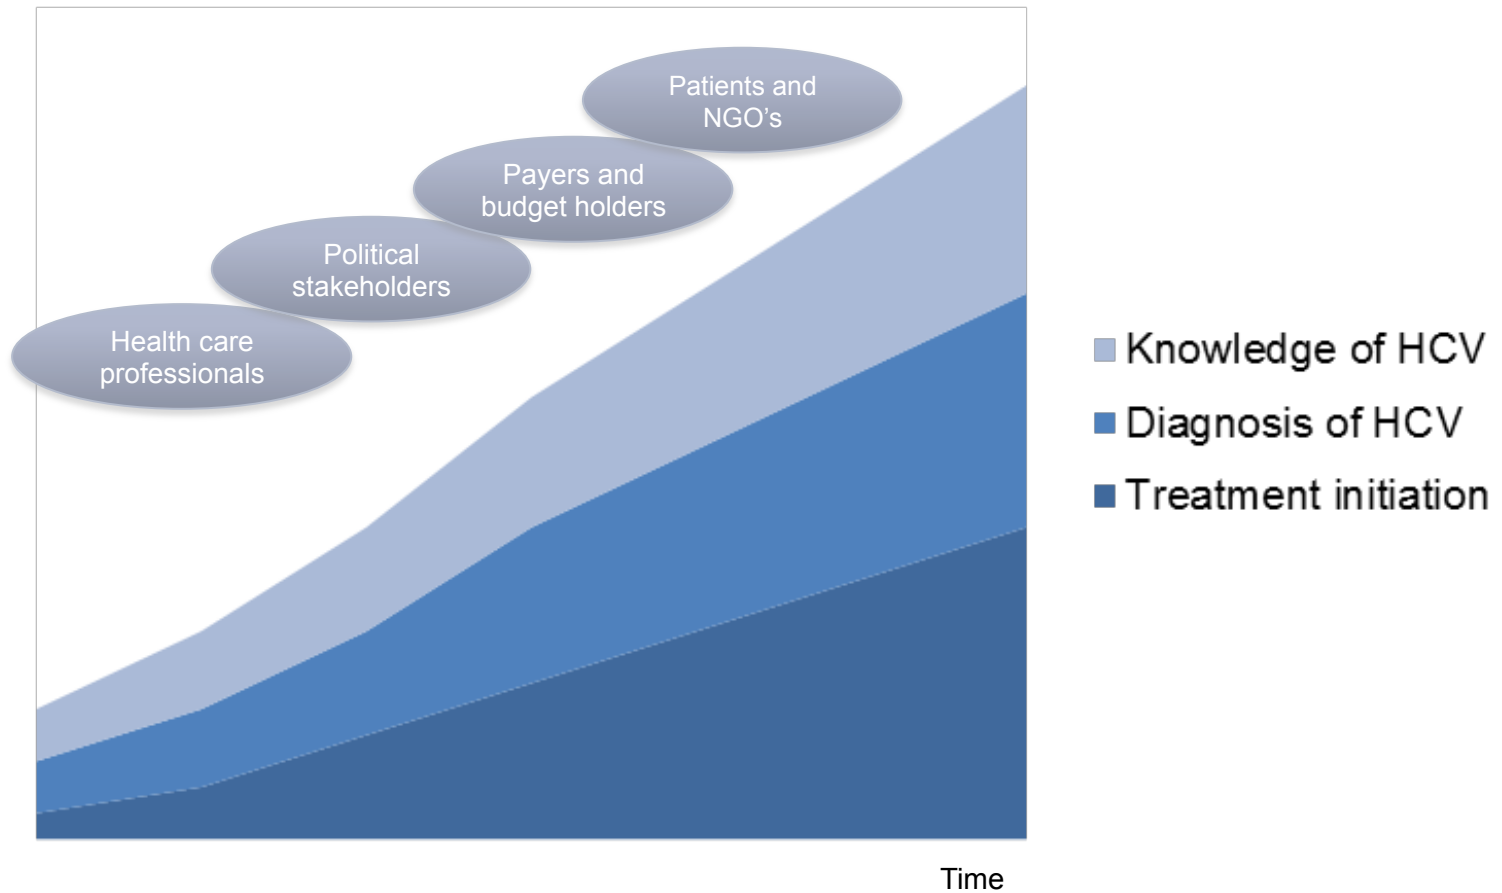 Patients and
NGO’s
Payers and
budget holders
Political
stakeholders
Health care
professionals
Knowledge of HCV
Diagnosis of HCV
Treatment initiation
Time